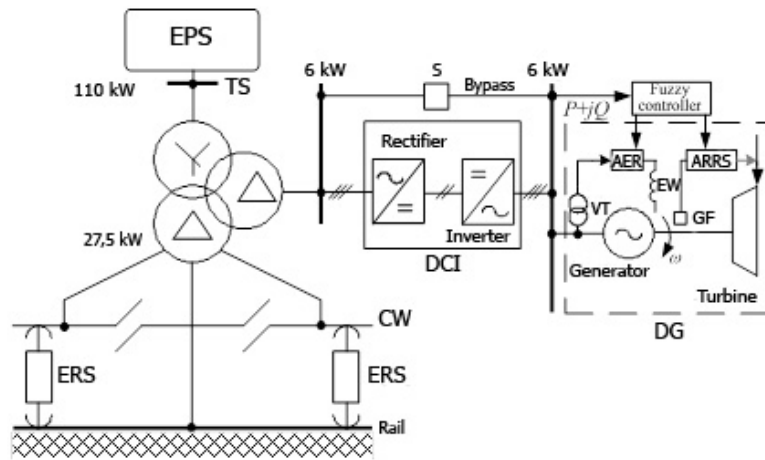 EPS
110 kW
TS
6 kW
S
Bypass
6 kW
Fuzzy
controller
P+jQ
Rectifier
Inverter
DCI
AER
ARRS
EW
VT
GF
ω
Generator
Turbine
DG
27,5 kW
CW
ERS
ERS
Rail